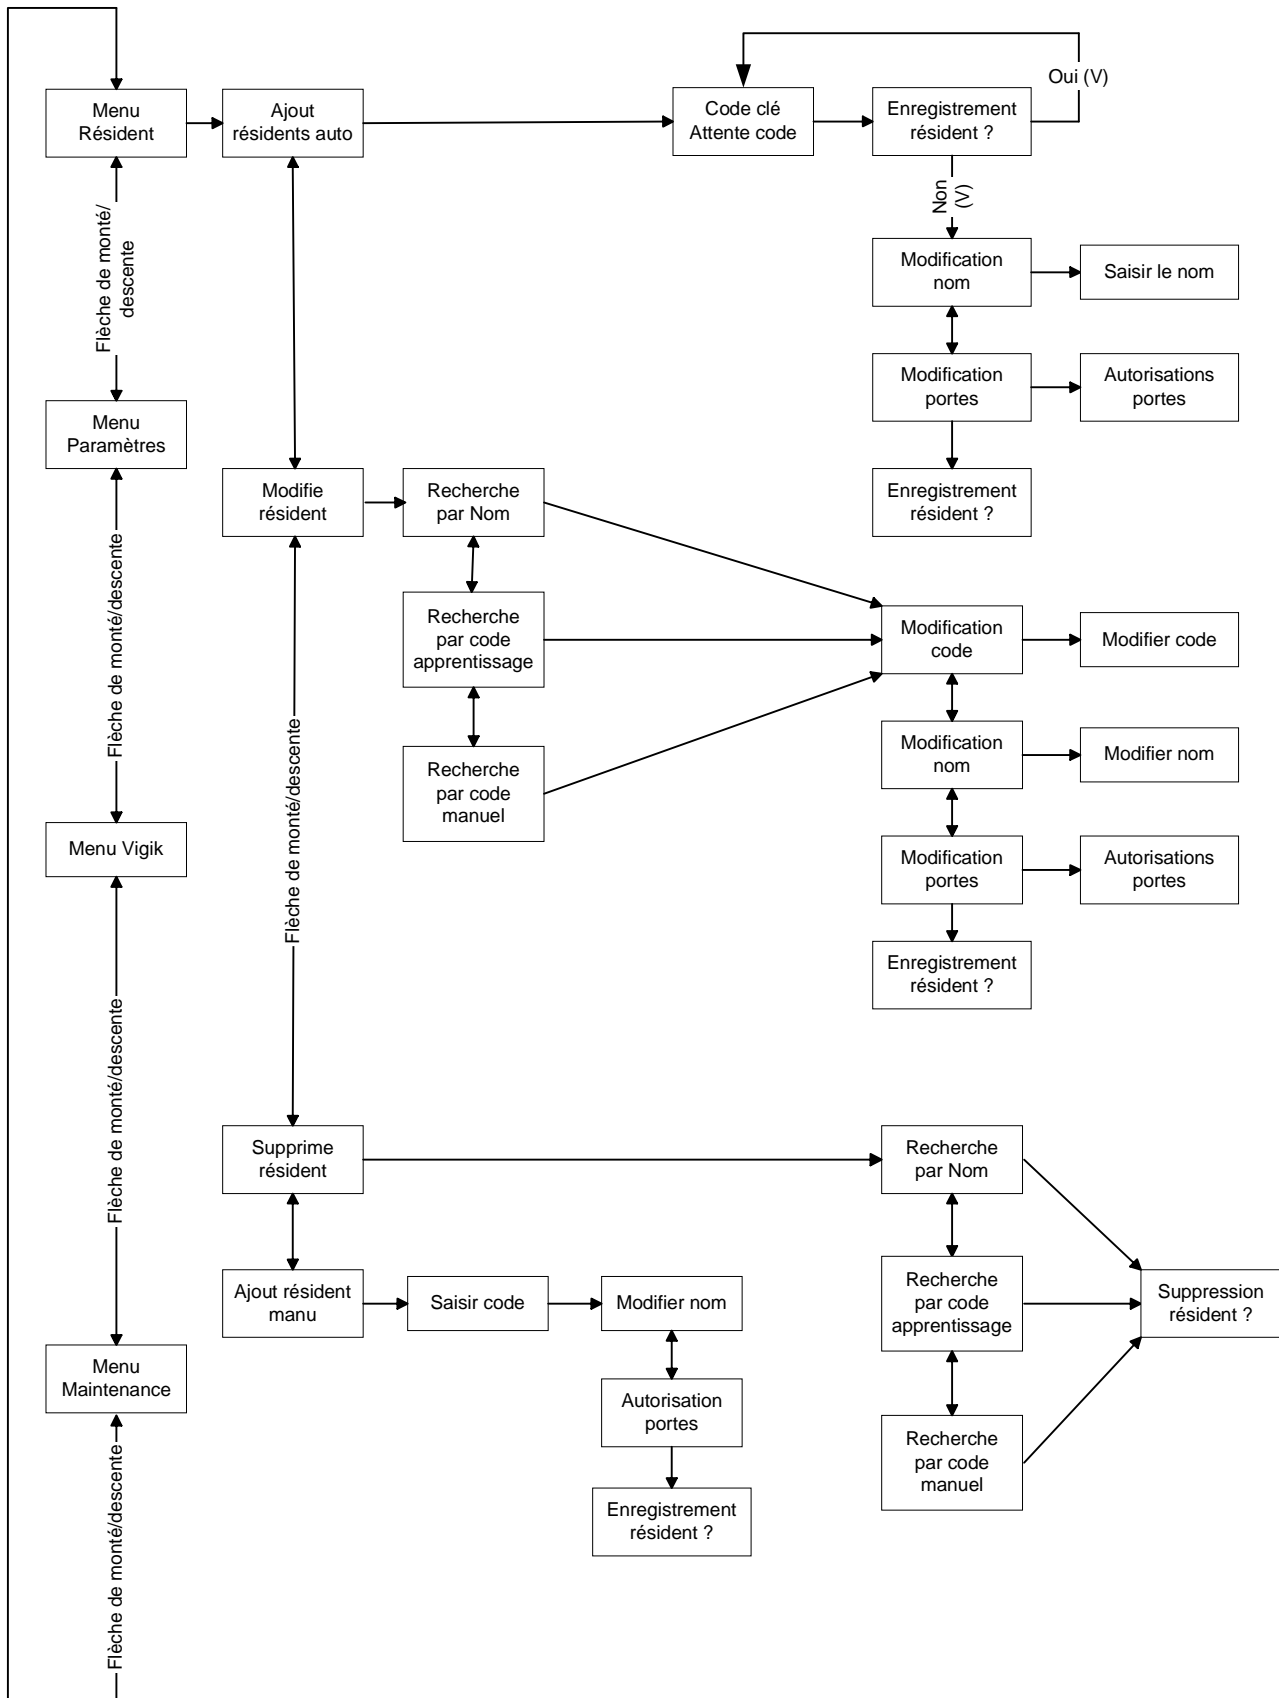 Oui (V)
Menu
Résident
Ajout
résidents auto
Code clé
Attente code
Enregistrement
résident ?
Non
(V)
Flèche de monté/
descente
Modification
nom
Saisir le nom
Modification
portes
Autorisations
portes
Menu
Paramètres
Modifie
résident
Recherche
par Nom
Enregistrement
résident ?
Flèche de monté/descente
Recherche
par code
apprentissage
Modification
code
Modifier code
Flèche de monté/descente
Recherche
par code
manuel
Modification
nom
Modifier nom
Menu Vigik
Modification
portes
Autorisations
portes
Enregistrement
résident ?
Flèche de monté/descente
Supprime
résident
Recherche
par Nom
Ajout résident
manu
Saisir code
Modifier nom
Recherche
par code
apprentissage
Suppression
résident ?
Menu
Maintenance
Autorisation
portes
Recherche
par code
manuel
Enregistrement
résident ?
Flèche de monté/descente